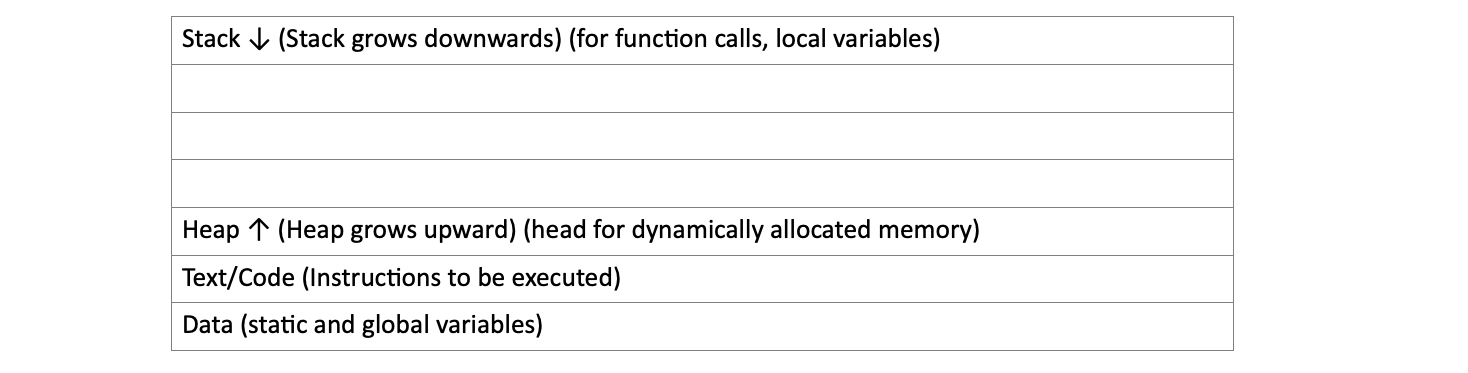 Stack ↓ (Stack grows downwards) (for function calls, local variables)
Heap ↑ (Heap grows upward) (head for dynamically allocated memory)
Text/Code (Instructions to be executed)
Data (static and global variables)